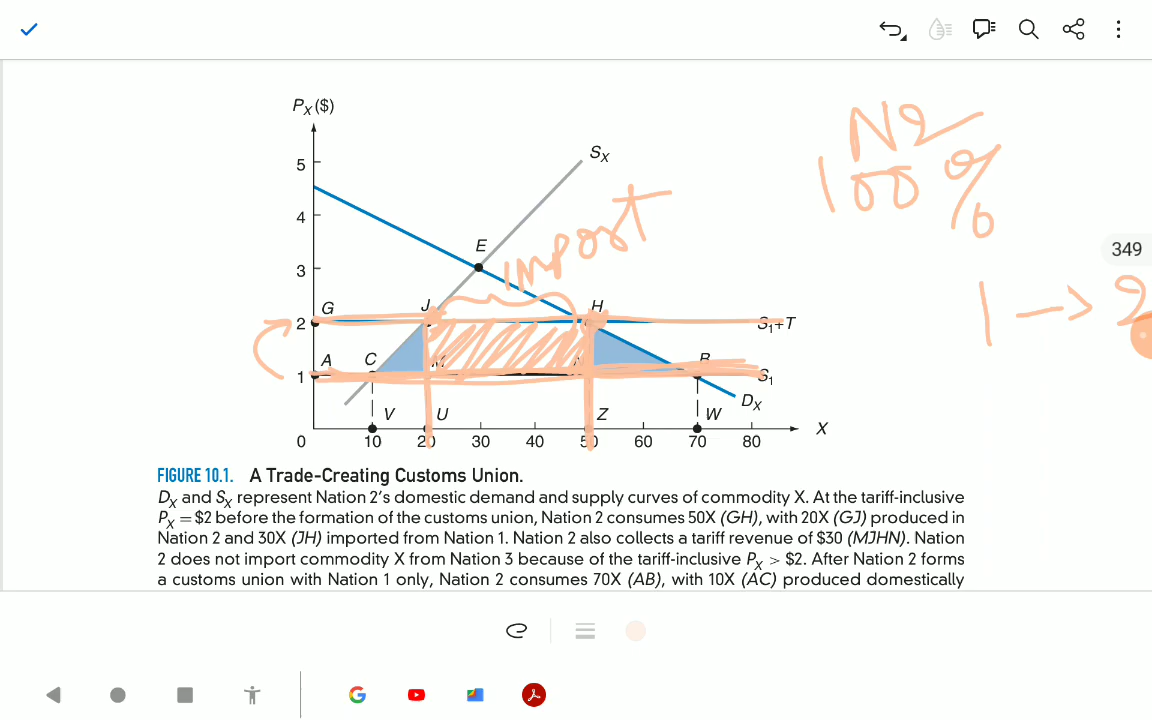 PX ($)
N2
100%
349
5
SX
4
import
E
3
1 → 2
G
J
H
2
S1+T
A
C
M
B
1
S1
DX
V
U
Z
W
X
0
10
20
30
40
50
60
70
80
FIGURE 10.1. A Trade-Creating Customs Union.
DX and SX represent Nation 2's domestic demand and supply curves of commodity X. At the tariff-inclusive
PX = $2 before the formation of the customs union, Nation 2 consumes 50X (GH), with 20X (GJ) produced in
Nation 2 and 30X (JH) imported from Nation 1. Nation 2 also collects a tariff revenue of $30 (MJHN). Nation
2 does not import commodity X from Nation 3 because of the tariff-inclusive PX > $2. After Nation 2 forms
a customs union with Nation 1 only, Nation 2 consumes 70X (AB), with 10X (AC) produced domestically